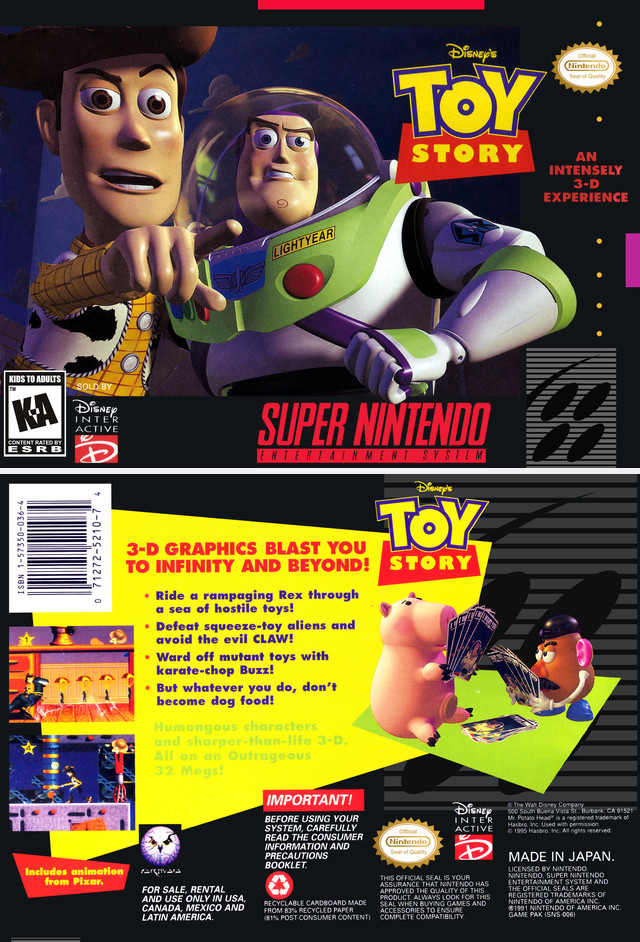 Disney's
TOY
STORY
Official
Nintendo
Seal of Quality
AN
INTENSELY
3-D
EXPERIENCE
LIGHTYEAR
KIDS TO ADULTS
TM
K-A
CONTENT RATED BY
ESRB
SOLD BY
Disney
INTER
ACTIVE
D
SUPER NINTENDO
ENTERTAINMENT SYSTEM
ISBN 1-57350-036-4
0 71272-5210-7 4
Disney's
TOY
STORY
3-D GRAPHICS BLAST YOU
TO INFINITY AND BEYOND!
• Ride a rampaging Rex through
a sea of hostile toys!
• Defeat squeeze-toy aliens and
avoid the evil CLAW!
• Ward off mutant toys with
karate-chop Buzz!
• But whatever you do, don't
become dog food!
Humongous characters
and sharper-than-life 3-D.
All on an Outrageous
32 Megs!
Includes animation
from Pixar.
FOR SALE, RENTAL
AND USE ONLY IN USA,
CANADA, MEXICO AND
LATIN AMERICA.
IMPORTANT!
BEFORE USING YOUR
SYSTEM, CAREFULLY
READ THE CONSUMER
INFORMATION AND
PRECAUTIONS
BOOKLET.
RECYCLABLE CARDBOARD MADE
FROM 83% RECYCLED PAPER
(81% POST-CONSUMER CONTENT)
Official
Nintendo
Seal of Quality
THIS OFFICIAL SEAL IS YOUR
ASSURANCE THAT NINTENDO HAS
APPROVED THE QUALITY OF THIS
PRODUCT. ALWAYS LOOK FOR THIS
SEAL WHEN BUYING GAMES AND
ACCESSORIES TO ENSURE
COMPLETE COMPATIBILITY.
Disney
INTER
ACTIVE
D
© The Walt Disney Company
500 South Buena Vista St., Burbank, CA 91521
Mr. Potato Head® is a registered trademark of
Hasbro, Inc. Used with permission.
© 1995 Hasbro, Inc. All rights reserved.
MADE IN JAPAN.
LICENSED BY NINTENDO
NINTENDO, SUPER NINTENDO
ENTERTAINMENT SYSTEM AND
THE OFFICIAL SEALS ARE
REGISTERED TRADEMARKS
OF NINTENDO OF AMERICA INC.
©1991 NINTENDO OF AMERICA INC.
GAME PAK (SNS-006)